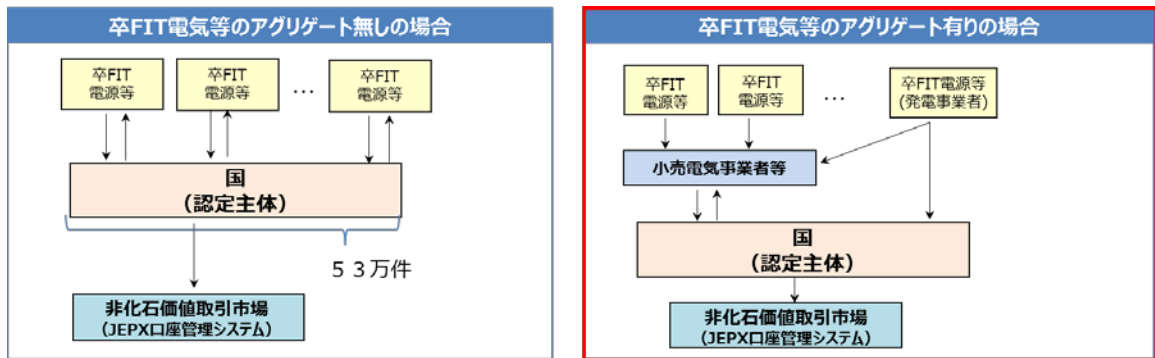 卒FIT電気等のアグリゲート無しの場合
卒FIT
電源等
卒FIT
電源等
…
卒FIT
電源等
国
（認定主体）
５３万件
非化石価値取引市場
（JEPX口座管理システム）
卒FIT電気等のアグリゲート有りの場合
卒FIT
電源等
卒FIT
電源等
…
卒FIT電源等
(発電事業者)
小売電気事業者等
国
（認定主体）
非化石価値取引市場
（JEPX口座管理システム）